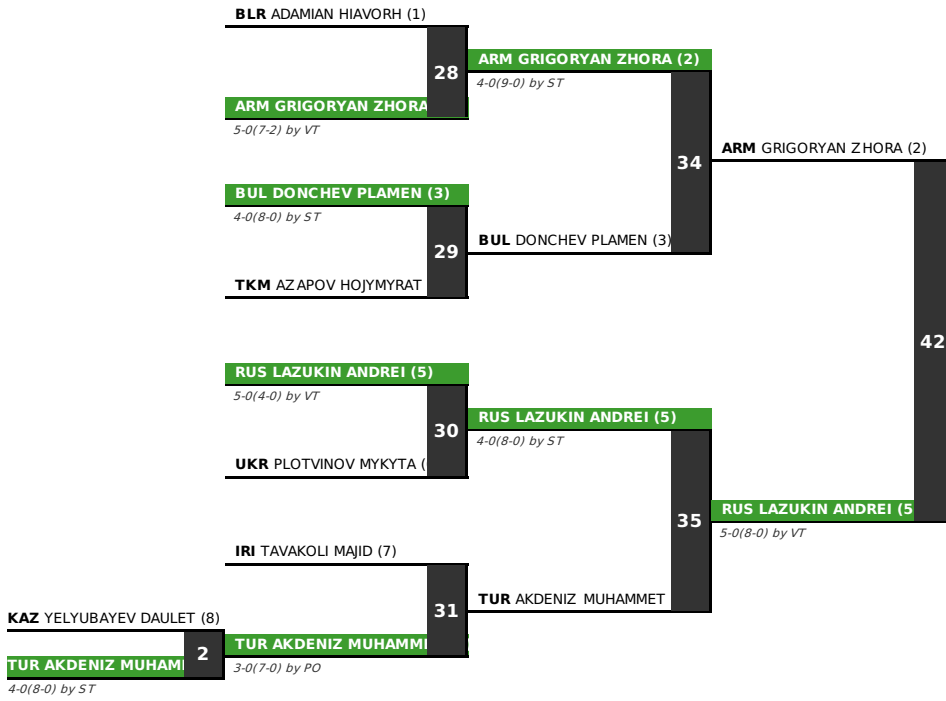 BLR ADAMIAN HIAVORH (1)
28
ARM GRIGORYAN ZHORA (2)
4-0(9-0) by ST
ARM GRIGORYAN ZHORA
5-0(7-2) by VT
34
ARM GRIGORYAN ZHORA (2)
BUL DONCHEV PLAMEN (3)
4-0(8-0) by ST
29
BUL DONCHEV PLAMEN (3)
TKM AZAPOV HOJYMYRAT
42
RUS LAZUKIN ANDREI (5)
5-0(4-0) by VT
30
RUS LAZUKIN ANDREI (5)
4-0(8-0) by ST
UKR PLOTVINOV MYKYTA (
35
RUS LAZUKIN ANDREI (5
5-0(8-0) by VT
IRI TAVAKOLI MAJID (7)
31
TUR AKDENIZ MUHAMMET
KAZ YELYUBAYEV DAULET (8)
2
TUR AKDENIZ MUHAMM
3-0(7-0) by PO
TUR AKDENIZ MUHAM
4-0(8-0) by ST